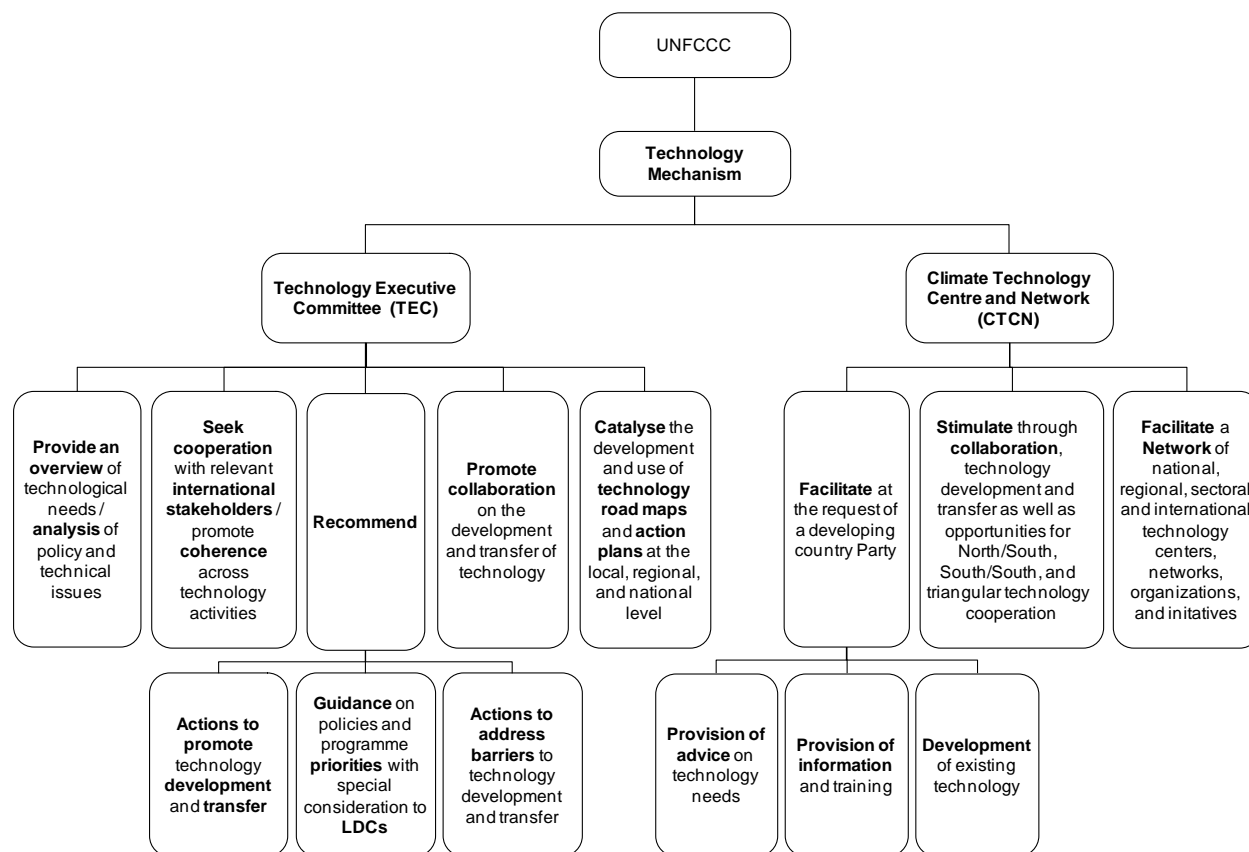 UNFCCC
Technology
Mechanism
Technology Executive
Committee (TEC)
Climate Technology
Centre and Network
(CTCN)
Provide an
overview of
technological
needs /
analysis of
policy and
technical
issues
Seek
cooperation
with relevant
international
stakeholders /
promote
coherence
across
technology
activities
Recommend
Promote
collaboration
on the
development
and transfer of
technology
Catalyse the
development
and use of
technology
road maps
and action
plans at the
local, regional,
and national
level
Facilitate at
the request of
a developing
country Party
Stimulate through
collaboration,
technology
development and
transfer as well as
opportunities for
North/South,
South/South, and
triangular technology
cooperation
Facilitate a
Network of
national,
regional, sectoral
and international
technology
centers,
networks,
organizations,
and initatives
Actions to
promote
technology
development
and transfer
Guidance on
policies and
programme
priorities with
special
consideration to
LDCs
Actions to
address
barriers to
technology
development
and transfer
Provision of
advice on
technology
needs
Provision of
information
and training
Development
of existing
technology